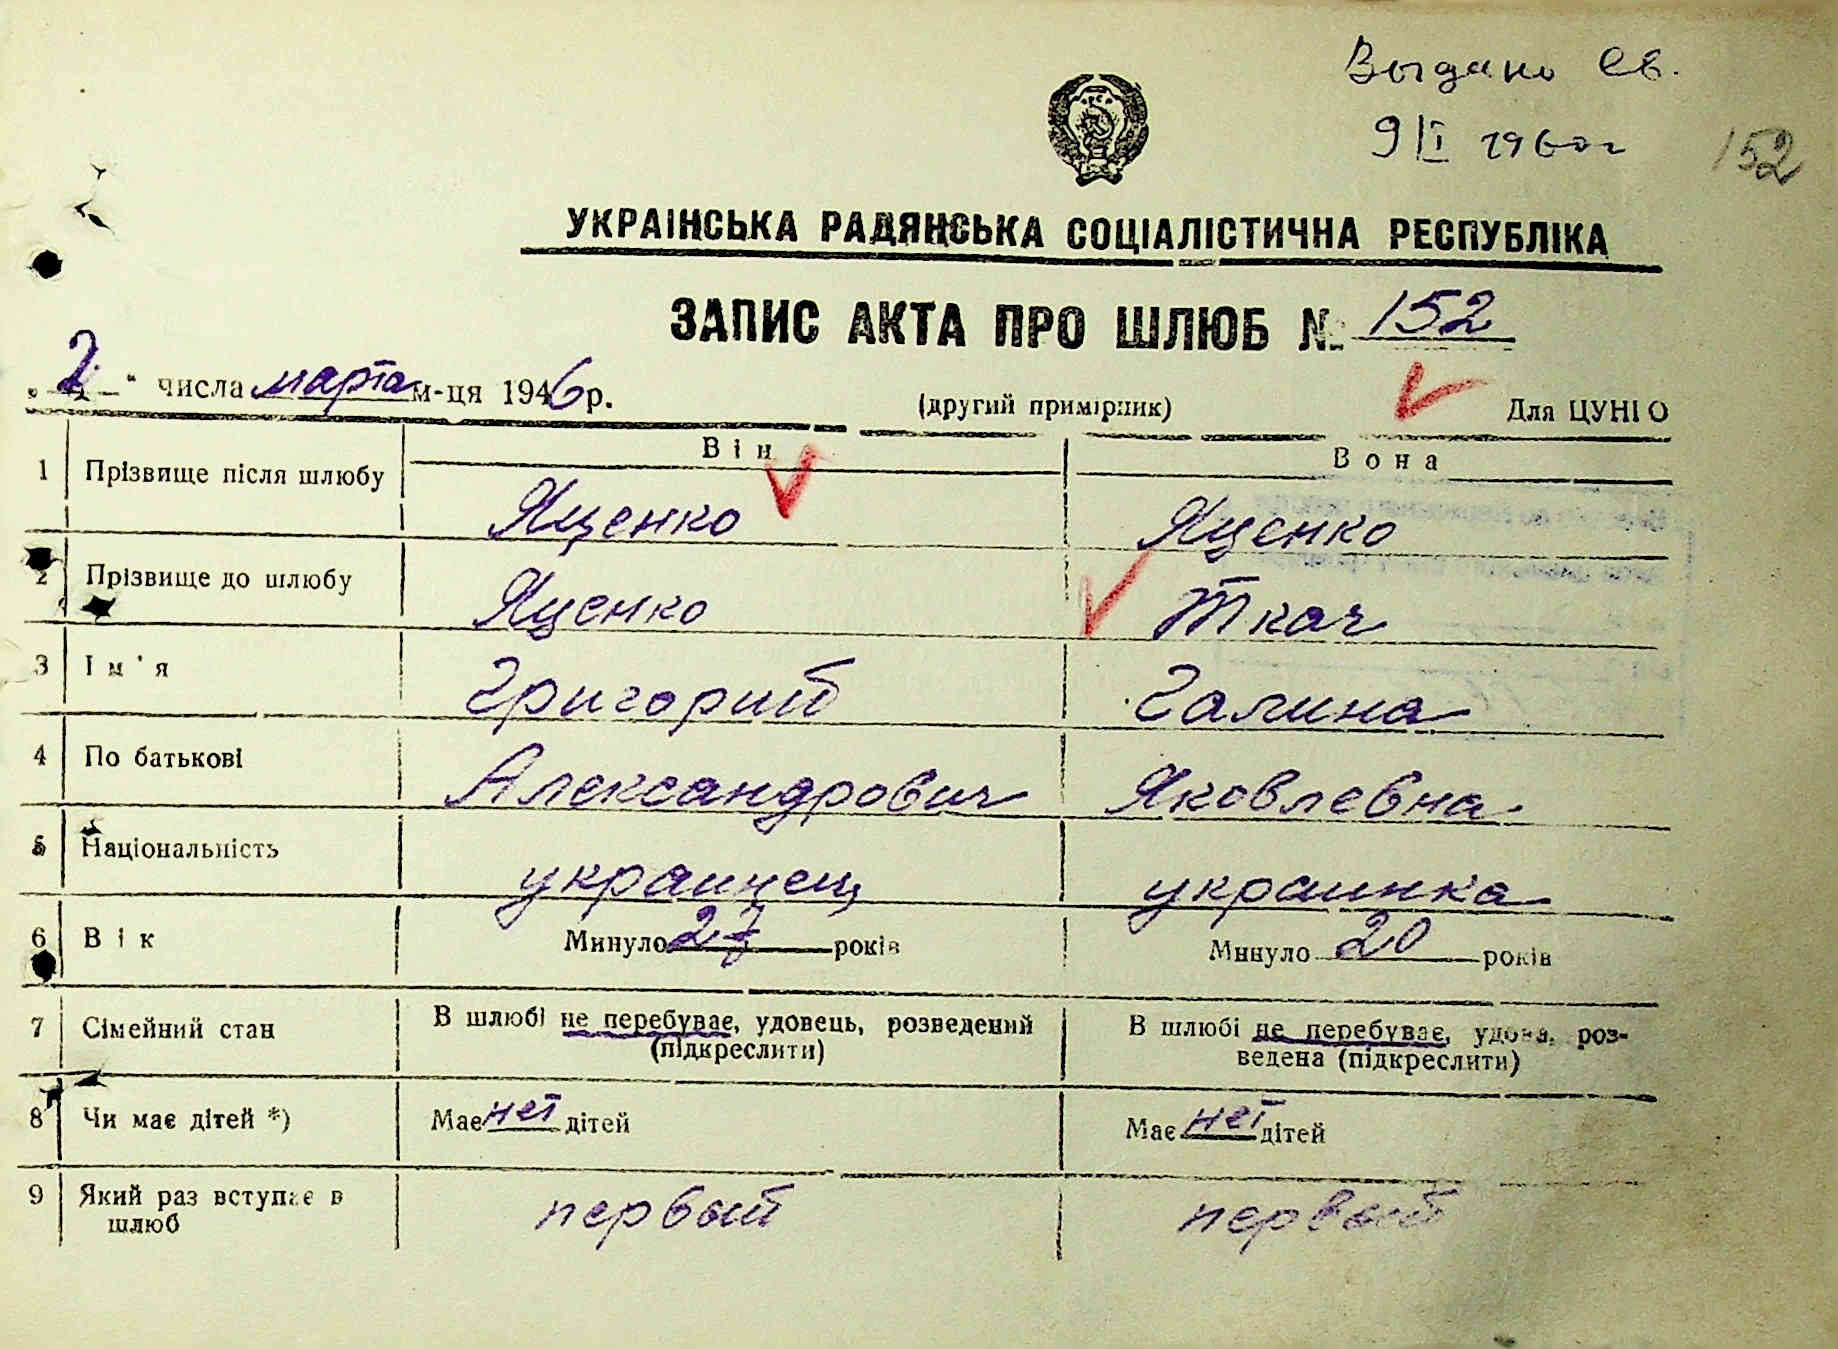 Выдано св.
9/I 1960г
152
УКРАІНСЬКА РАДЯНСЬКА СОЦІАЛІСТИЧНА РЕСПУБЛІКА
ЗАПИС АКТА ПРО ШЛЮБ № 152
„2“ числа марта м-ця 1946 р.
(другий примірник) Для ЦУНГО
Він Вона
1 Прізвище після шлюбу Яценко Яценко
2 Прізвище до шлюбу Яценко Ткач
3 Ім'я Григорий Галина
4 По батькові Александрович Яковлевна
5 Національність украинец украинка
6 Вік Минуло 27 років Минуло 20 років
7 Сімейний стан В шлюбі не перебуває, удовець, розведений (підкреслити) В шлюбі не перебуває, удова, роз-
ведена (підкреслити)
8 Чи має дітей *) Має нет дітей Має нет дітей
9 Який раз вступає в шлюб первый первый